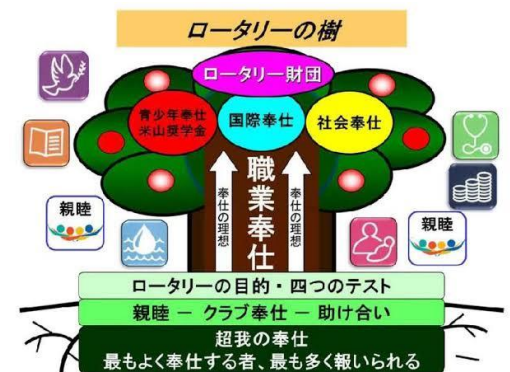 ロータリーの樹
ロータリー財団
青少年奉仕
米山奨学金
国際奉仕
社会奉仕
奉仕の理想
職業奉仕
奉仕の理想
親睦
親睦
ロータリーの目的・四つのテスト
親睦 － クラブ奉仕 － 助け合い
超我の奉仕
最もよく奉仕する者、最も多く報いられる